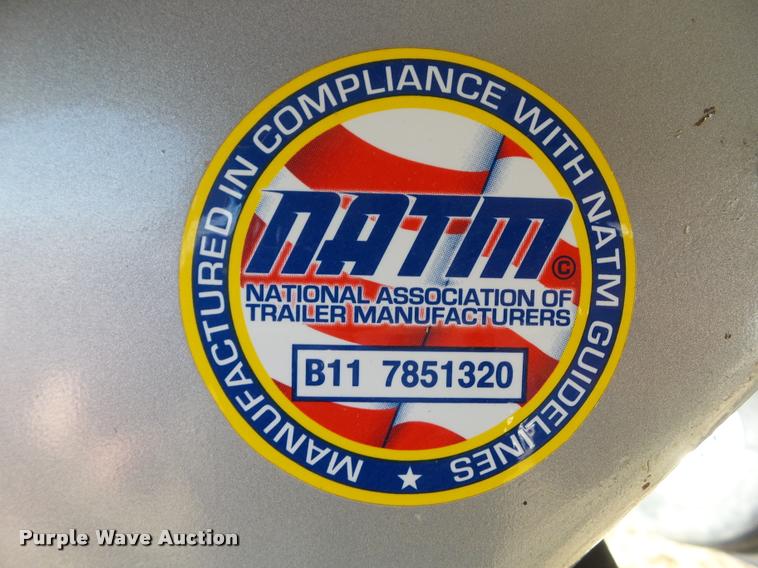 MANUFACTURED IN COMPLIANCE WITH NATM GUIDELINES
NATM ©
NATIONAL ASSOCIATION OF
TRAILER MANUFACTURERS
B11 7851320
Purple Wave Auction